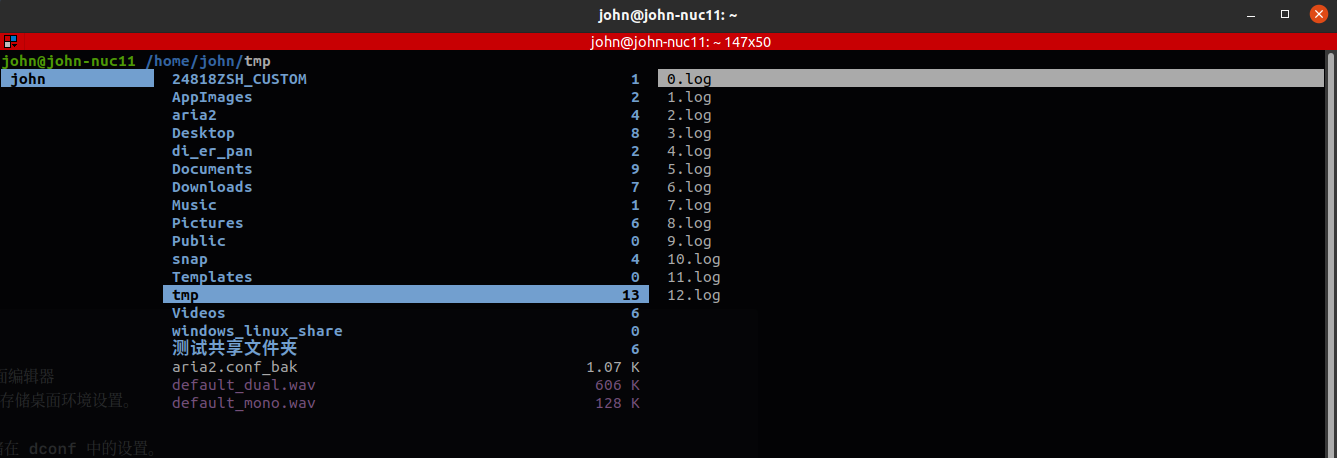 john@john-nuc11: ~
john@john-nuc11: ~ 147x50
john@john-nuc11 /home/john/tmp
john 24818ZSH_CUSTOM 1 0.log
AppImages 2 1.log
aria2 4 2.log
Desktop 8 3.log
di_er_pan 2 4.log
Documents 9 5.log
Downloads 7 6.log
Music 1 7.log
Pictures 6 8.log
Public 0 9.log
snap 4 10.log
Templates 0 11.log
tmp 13 12.log
Videos 6
windows_linux_share 0
测试共享文件夹 6
aria2.conf_bak 1.07 K
面编辑器
default_dual.wav 606 K
存储桌面环境设置。
default_mono.wav 128 K
在 dconf 中的设置。